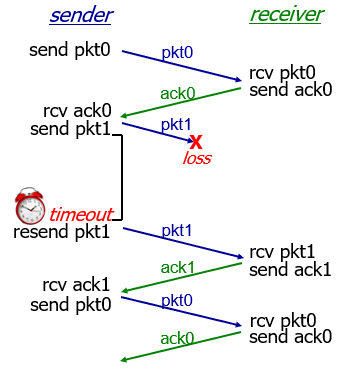 sender
receiver
send pkt0
pkt0
rcv pkt0
send ack0
ack0
rcv ack0
send pkt1
pkt1
X
loss
timeout
resend pkt1
pkt1
rcv pkt1
send ack1
ack1
rcv ack1
send pkt0
pkt0
rcv pkt0
send ack0
ack0